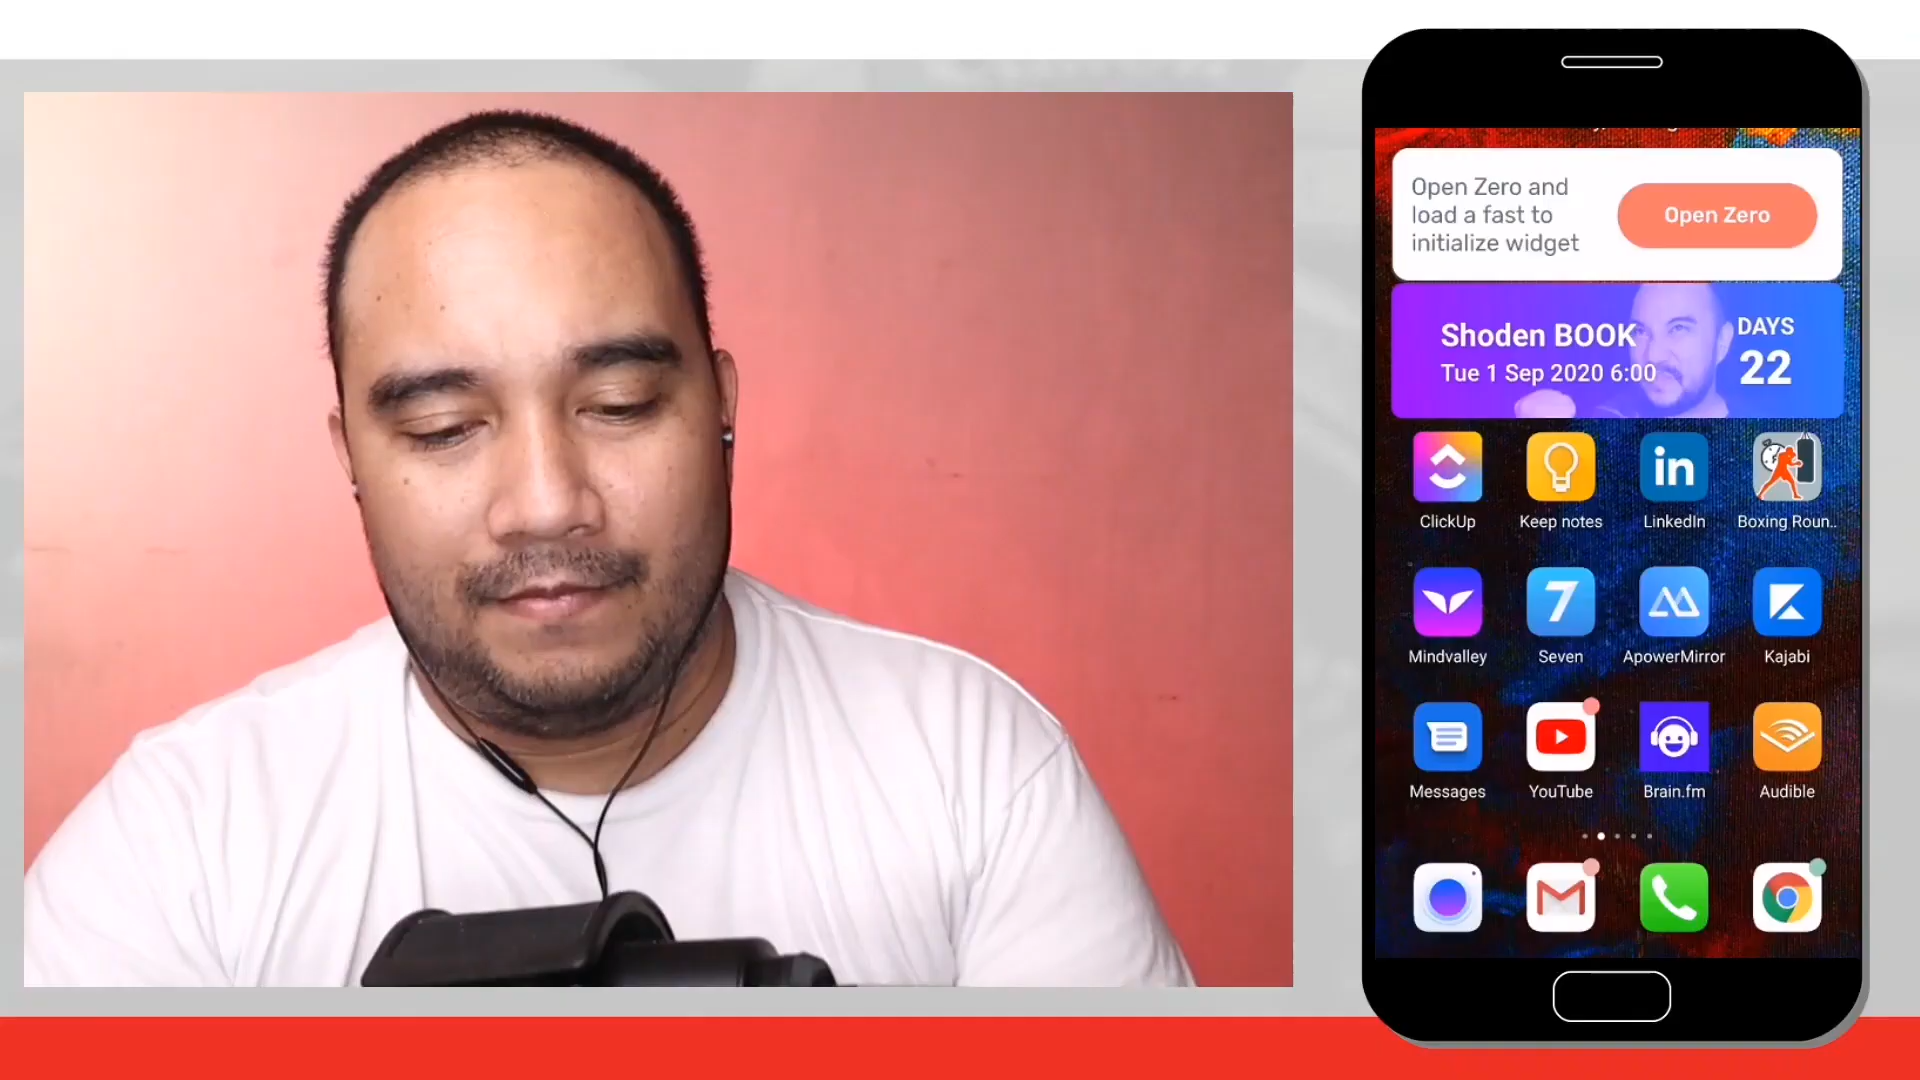 Open Zero and
load a fast to
initialize widget
Open Zero
Shoden BOOK
Tue 1 Sep 2020 6:00
DAYS
22
ClickUp
Keep notes
LinkedIn
Boxing Roun..
Mindvalley
Seven
ApowerMirror
Kajabi
Messages
YouTube
Brain.fm
Audible